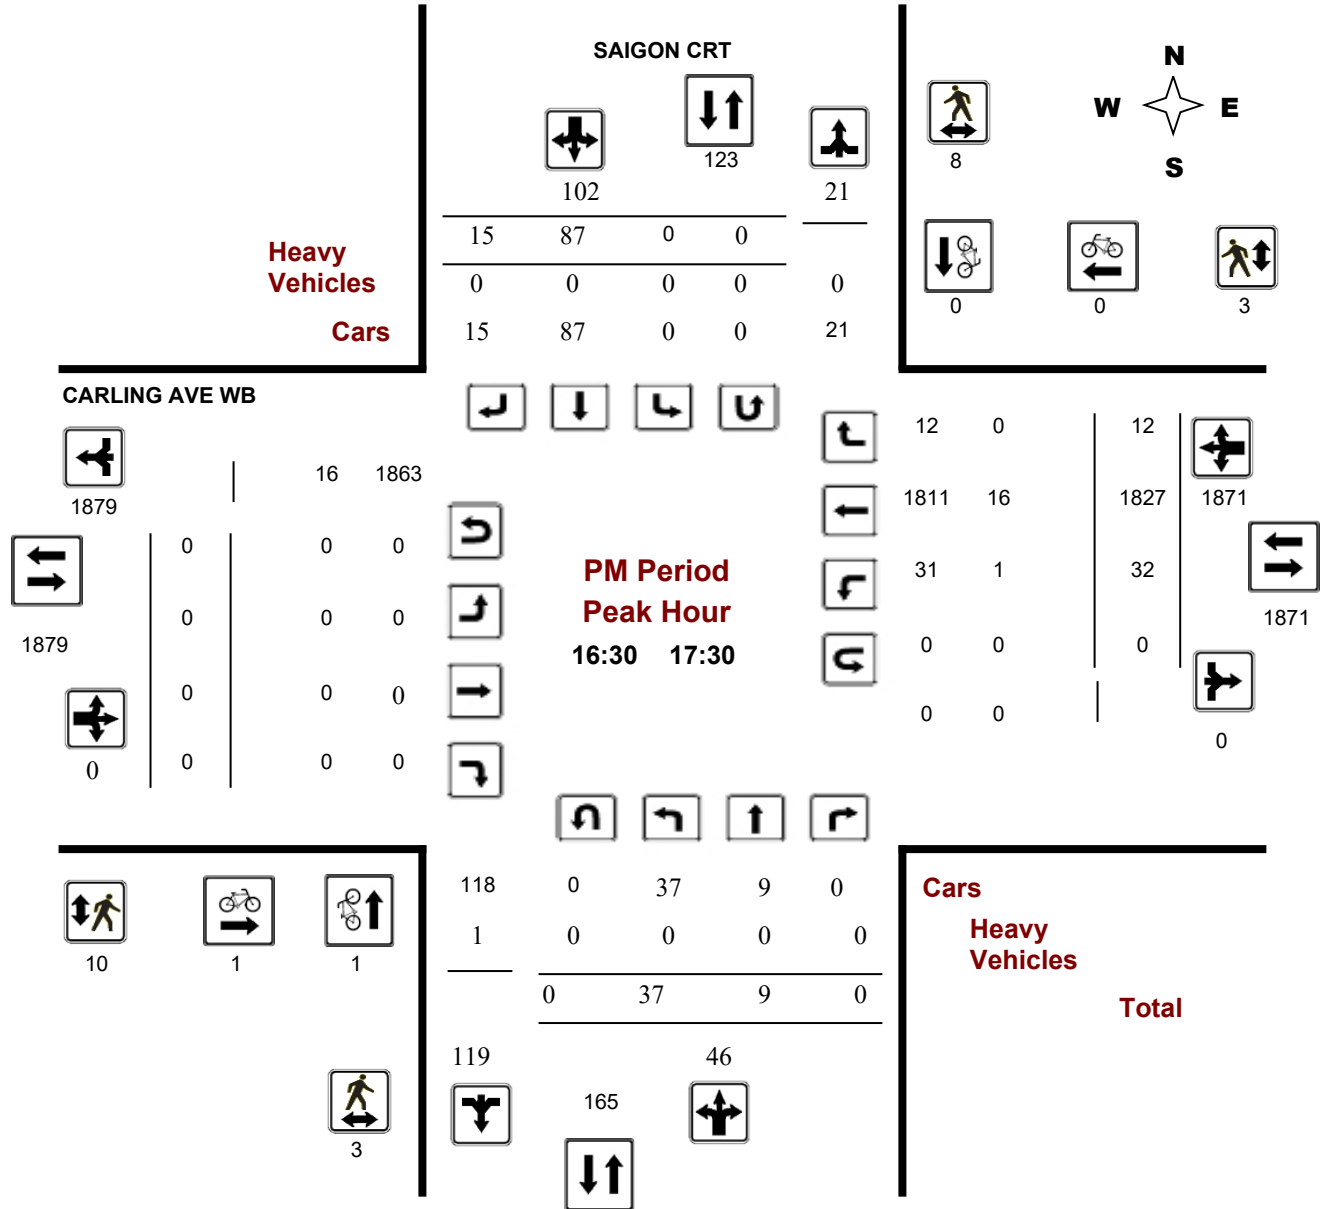 SAIGON CRT
N
W E
S
123
8
102
21
15 87 0 0
Heavy
Vehicles
0 0 0 0 0
0 0 3
Cars
15 87 0 0 21
CARLING AVE WB
12 0 12
16 1863
1879
1811 16 1827 1871
0 0 0
PM Period
31 1 32
Peak Hour
0 0 0
1871
1879
16:30 17:30
0 0 0
0 0 0
0 0
0
0
0 0 0
118 0 37 9 0
Cars
1 0 0 0 0
Heavy
Vehicles
10 1 1
0 37 9 0
Total
119 46
165
3